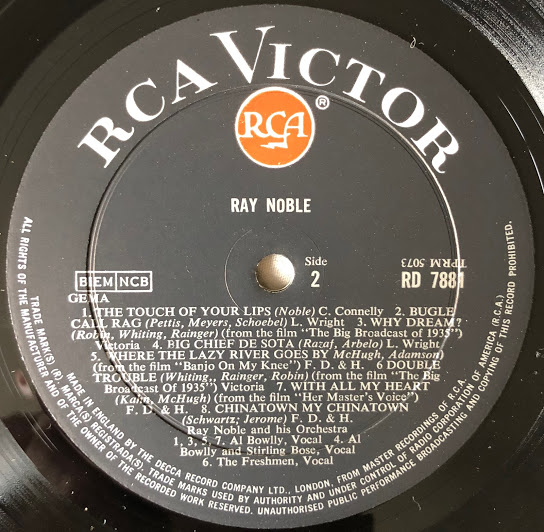 RCA VICTOR
RCA
®
RAY NOBLE
Side
2
RD 7881
TPRM 5073
BIEM NCB
GEMA
1. THE TOUCH OF YOUR LIPS (Noble) C. Connelly 2. BUGLE
CALL RAG (Pettis, Meyers, Schoebel) L. Wright 3. WHY DREAM?
(Robin, Whiting, Rainger) (from the film "The Big Broadcast of 1935")
Victoria 4. BIG CHIEF DE SOTA (Razaf, Arbelo) L. Wright
5. WHERE THE LAZY RIVER GOES BY (McHugh, Adamson)
(from the film "Banjo On My Knee") F. D. & H. 6 DOUBLE
TROUBLE (Whiting,, Rainger, Robin) (from the film "The Big
Broadcast Of 1935") Victoria 7. WITH ALL MY HEART
(Kahn, McHugh) (from the film "Her Master's Voice")
F. D. & H. 8. CHINATOWN MY CHINATOWN
(Schwartz; Jerome) F. D. & H.
Ray Noble and his Orchestra
1, 3, 5, 7. Al Bowlly, Vocal 4. Al
Bowlly and Stirling Bose, Vocal
6. The Freshmen, Vocal
ALL RIGHTS OF THE MANUFACTURER AND OF THE OWNER OF THE RECORDED WORK RESERVED. UNAUTHORISED PUBLIC PERFORMANCE BROADCASTING AND COPYING OF THIS RECORD PROHIBITED.
TRADE MARK(S) (R) MARCA(S) REGISTRADA(S). TRADE MARKS USED BY AUTHORITY AND UNDER CONTROL OF RADIO CORPORATION OF AMERICA (R.C.A.)
MADE IN ENGLAND BY THE DECCA RECORD COMPANY LTD., LONDON, FROM MASTER RECORDINGS OF R.C.A.